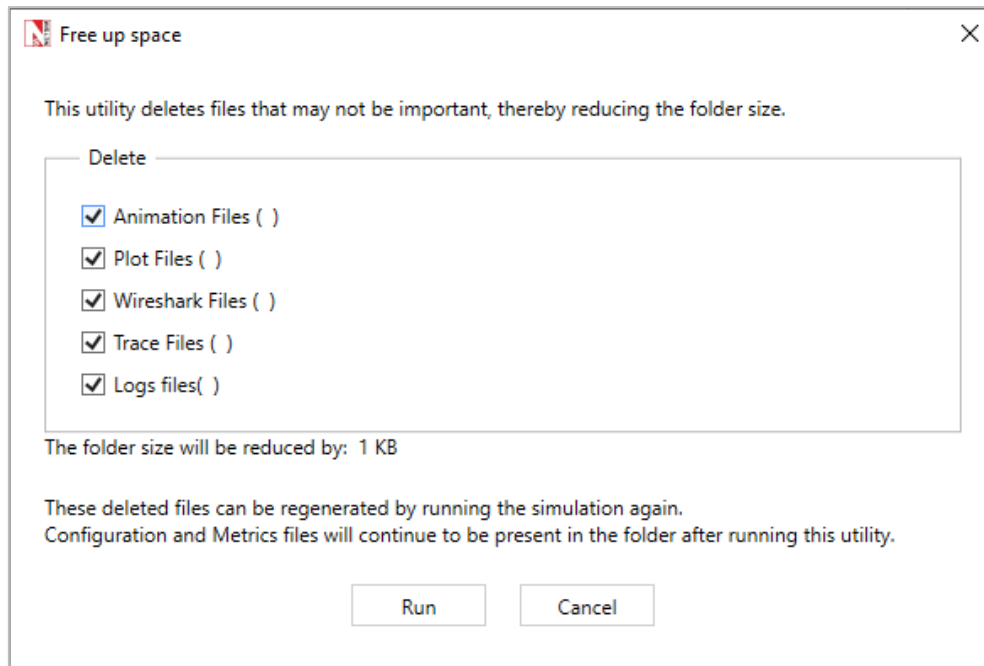 Free up space
This utility deletes files that may not be important, thereby reducing the folder size.
Delete
Animation Files ( )
Plot Files ( )
Wireshark Files ( )
Trace Files ( )
Logs files( )
The folder size will be reduced by: 1 KB
These deleted files can be regenerated by running the simulation again.
Configuration and Metrics files will continue to be present in the folder after running this utility.
Run
Cancel